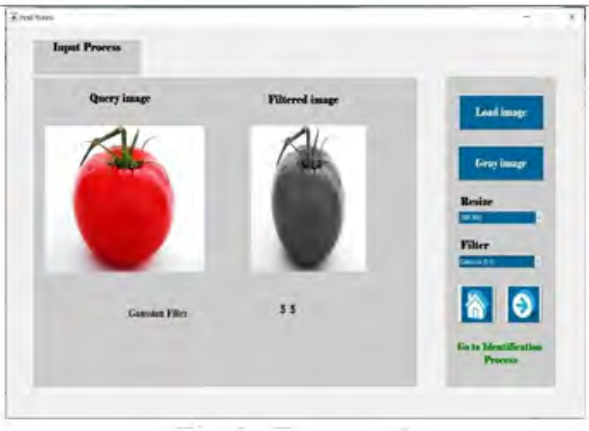 Input Process
Query image
Filtered image
Gaussian Filter
5 5
Load image
Gray image
Resize
Filter
Go to Identification
Process